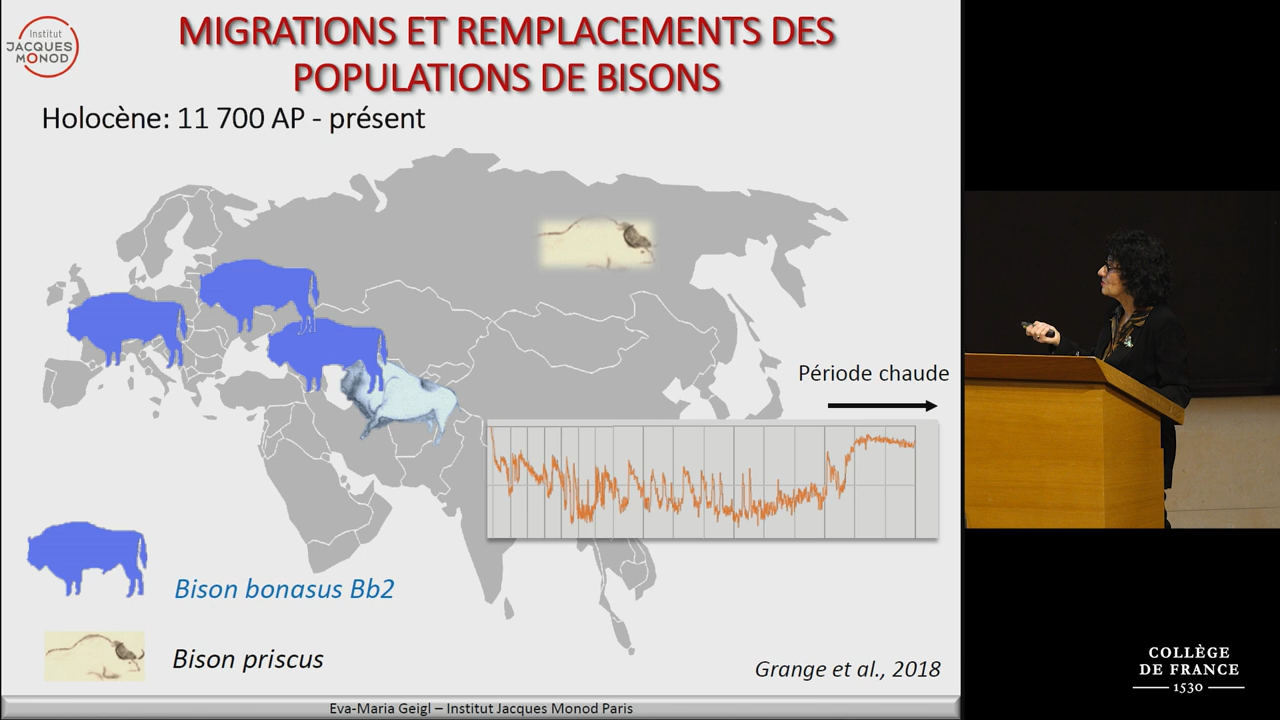 Institut
JACQUES
MONOD
MIGRATIONS ET REMPLACEMENTS DES
POPULATIONS DE BISONS
Holocène: 11 700 AP - présent
Période chaude
Bison bonasus Bb2
Bison priscus
Grange et al., 2018
Eva-Maria Geigl – Institut Jacques Monod Paris
COLLÈGE
DE FRANCE
1530